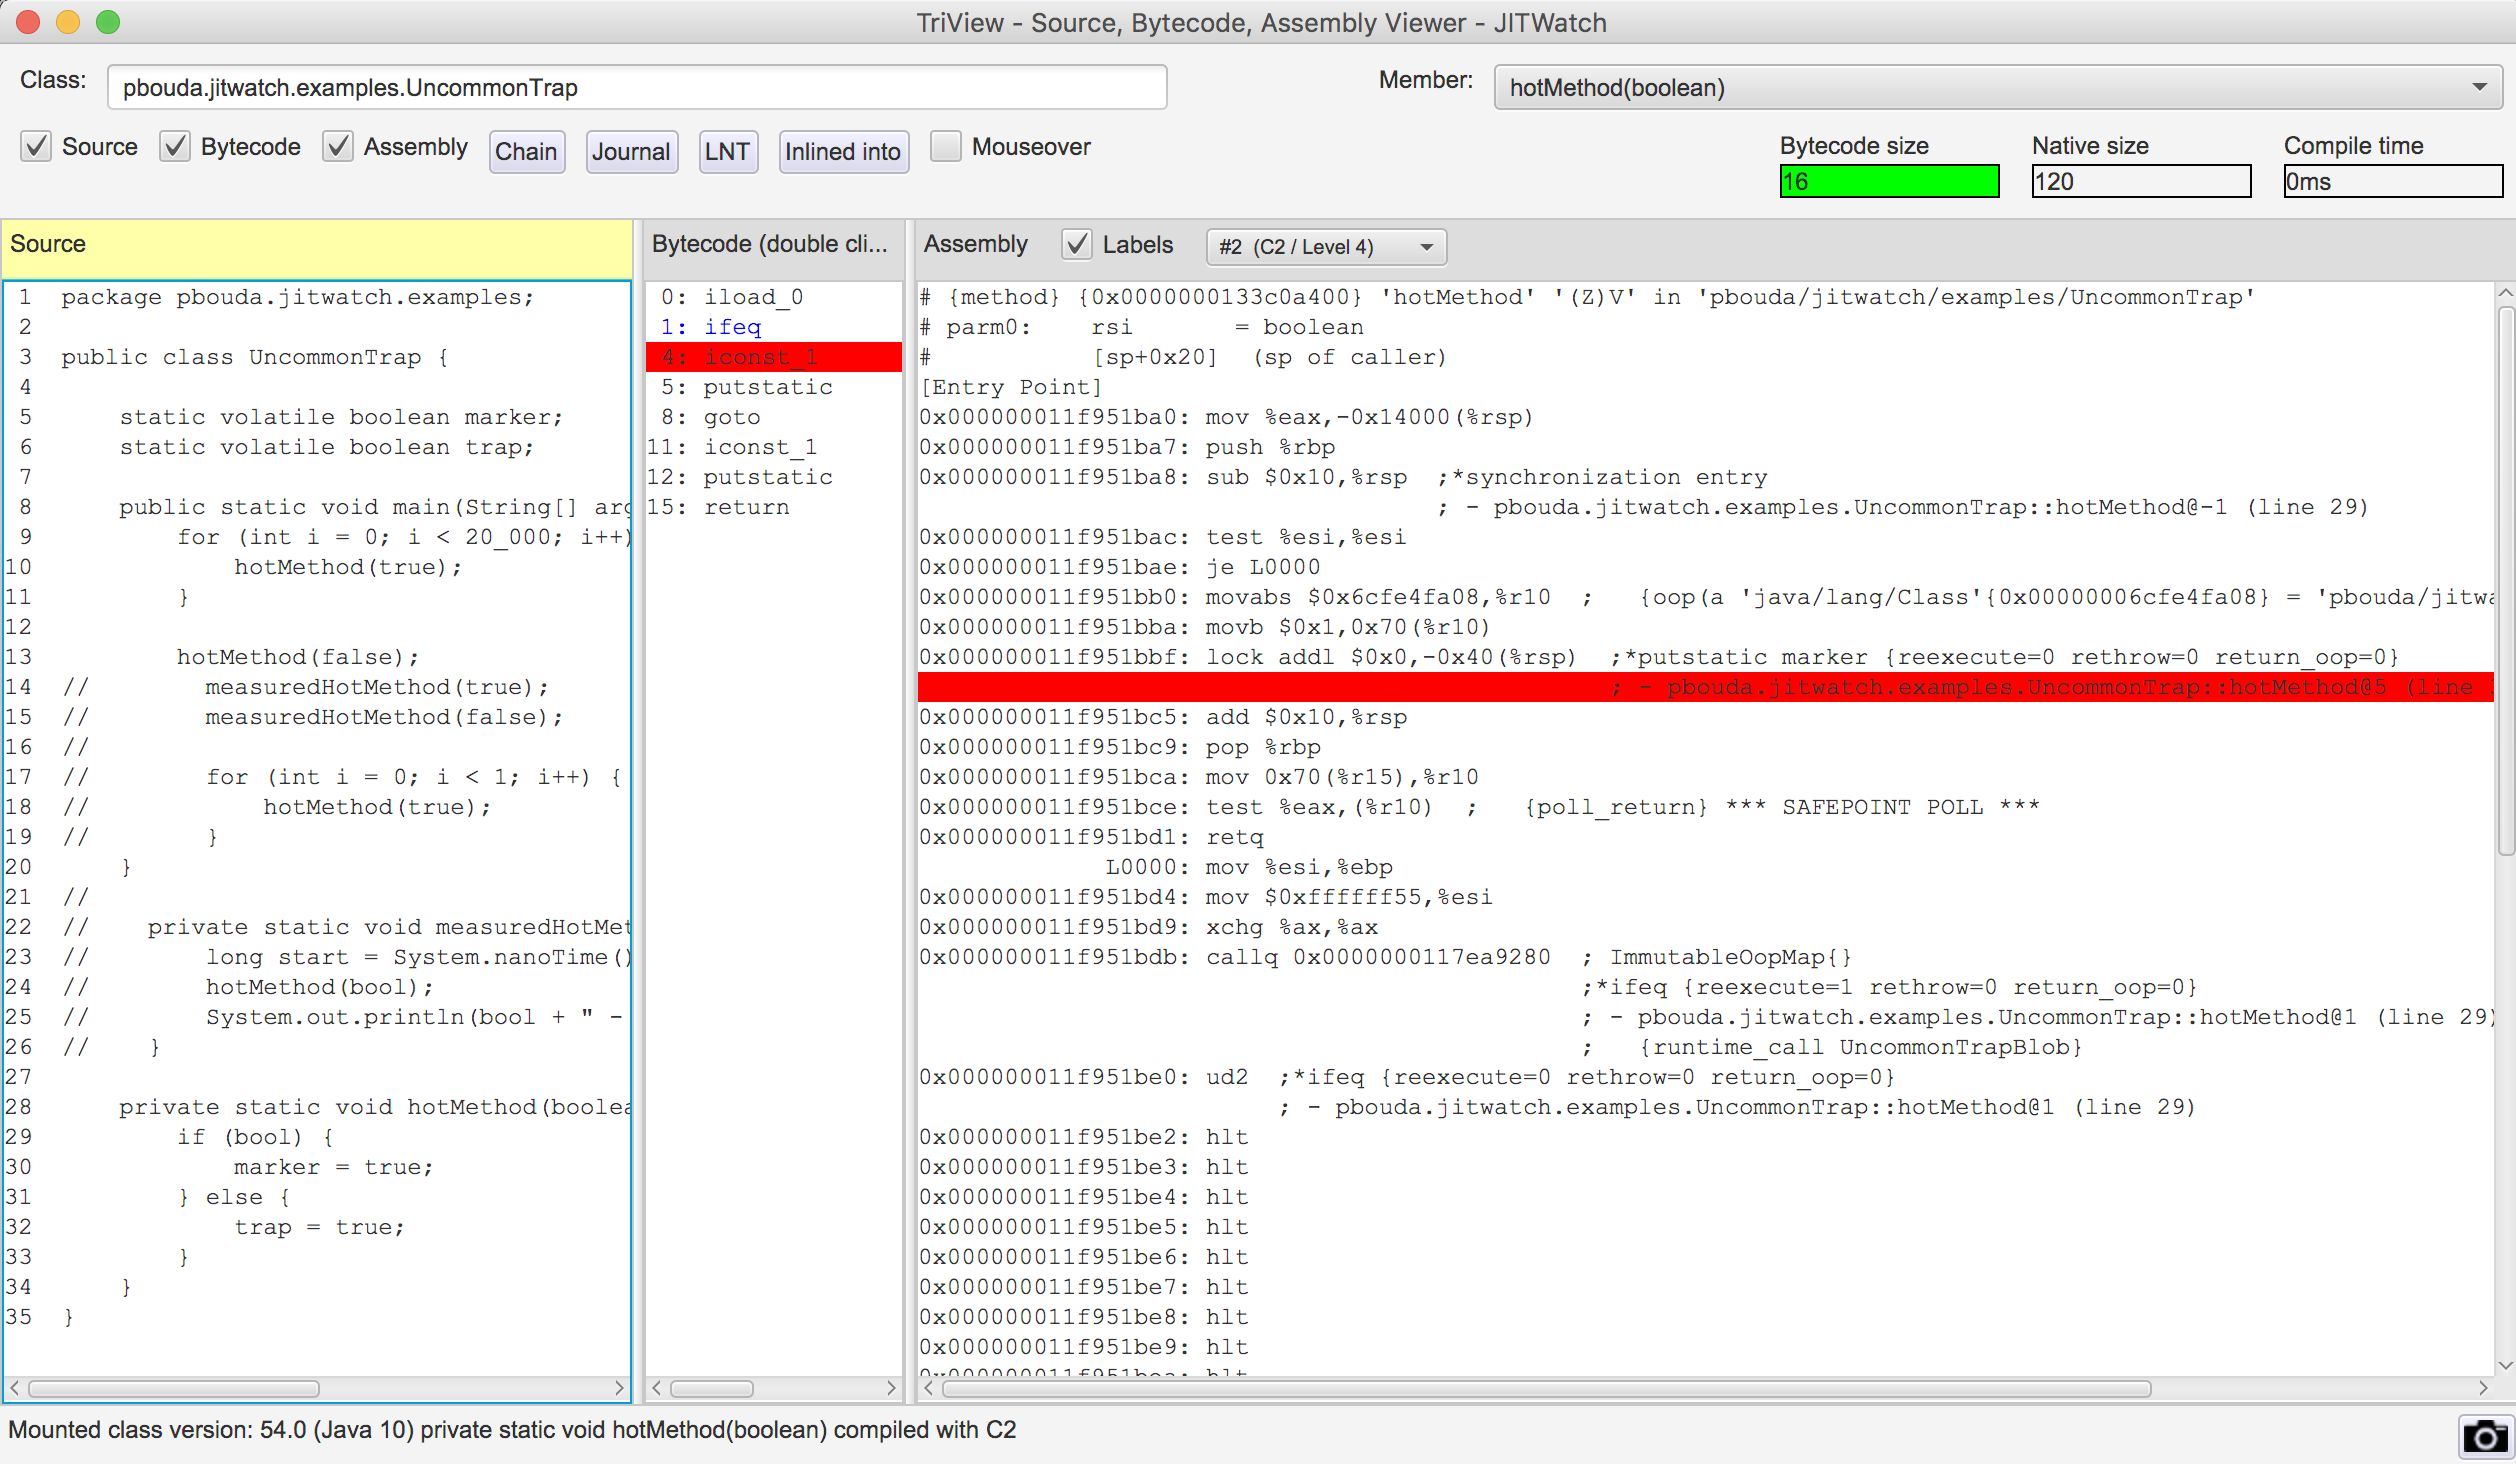 TriView - Source, Bytecode, Assembly Viewer - JITWatch
Class: pbouda.jitwatch.examples.UncommonTrap Member: hotMethod(boolean)
Source Bytecode Assembly Chain Journal LNT Inlined into Mouseover
Bytecode size Native size Compile time
16 120 0ms
Source
1 package pbouda.jitwatch.examples;
2
3 public class UncommonTrap {
4
5 static volatile boolean marker;
6 static volatile boolean trap;
7
8 public static void main(String[]
9 for (int i = 0; i < 20_000; i++)
10 hotMethod(true);
11 }
12
13 hotMethod(false);
14 // measuredHotMethod(true);
15 // measuredHotMethod(false);
16 //
17 // for (int i = 0; i < 1; i++) {
18 // hotMethod(true);
19 // }
20 }
21 //
22 // private static void measuredHotMet
23 // long start = System.nanoTime()
24 // hotMethod(bool);
25 // System.out.println(bool + " -
26 // }
27
28 private static void hotMethod(boolea
29 if (bool) {
30 marker = true;
31 } else {
32 trap = true;
33 }
34 }
35 }
Bytecode (double cli...
0: iload_0
1: ifeq
4: iconst_1
5: putstatic
8: goto
11: iconst_1
12: putstatic
15: return
Assembly Labels #2 (C2 / Level 4)
# {method} {0x0000000133c0a400} 'hotMethod' '(Z)V' in 'pbouda/jitwatch/examples/UncommonTrap'
# parm0: rsi = boolean
# [sp+0x20] (sp of caller)
[Entry Point]
0x000000011f951ba0: mov %eax,-0x14000(%rsp)
0x000000011f951ba7: push %rbp
0x000000011f951ba8: sub $0x10,%rsp ;*synchronization entry
; - pbouda.jitwatch.examples.UncommonTrap::hotMethod@-1 (line 29)
0x000000011f951bac: test %esi,%esi
0x000000011f951bae: je L0000
0x000000011f951bb0: movabs $0x6cfe4fa08,%r10 ; {oop(a 'java/lang/Class'{0x00000006cfe4fa08} = 'pbouda/jitwa
0x000000011f951bba: movb $0x1,0x70(%r10)
0x000000011f951bbf: lock addl $0x0,-0x40(%rsp) ;*putstatic marker {reexecute=0 rethrow=0 return_oop=0}
; - pbouda.jitwatch.examples.UncommonTrap::hotMethod@5 (line
0x000000011f951bc5: add $0x10,%rsp
0x000000011f951bc9: pop %rbp
0x000000011f951bca: mov 0x70(%r15),%r10
0x000000011f951bce: test %eax,(%r10) ; {poll_return} *** SAFEPOINT POLL ***
0x000000011f951bd1: retq
L0000: mov %esi,%ebp
0x000000011f951bd4: mov $0xffffff55,%esi
0x000000011f951bd9: xchg %ax,%ax
0x000000011f951bdb: callq 0x0000000117ea9280 ; ImmutableOopMap{}
;*ifeq {reexecute=1 rethrow=0 return_oop=0}
; - pbouda.jitwatch.examples.UncommonTrap::hotMethod@1 (line 29)
; {runtime_call UncommonTrapBlob}
0x000000011f951be0: ud2 ;*ifeq {reexecute=0 rethrow=0 return_oop=0}
; - pbouda.jitwatch.examples.UncommonTrap::hotMethod@1 (line 29)
0x000000011f951be2: hlt
0x000000011f951be3: hlt
0x000000011f951be4: hlt
0x000000011f951be5: hlt
0x000000011f951be6: hlt
0x000000011f951be7: hlt
0x000000011f951be8: hlt
0x000000011f951be9: hlt
Mounted class version: 54.0 (Java 10) private static void hotMethod(boolean) compiled with C2